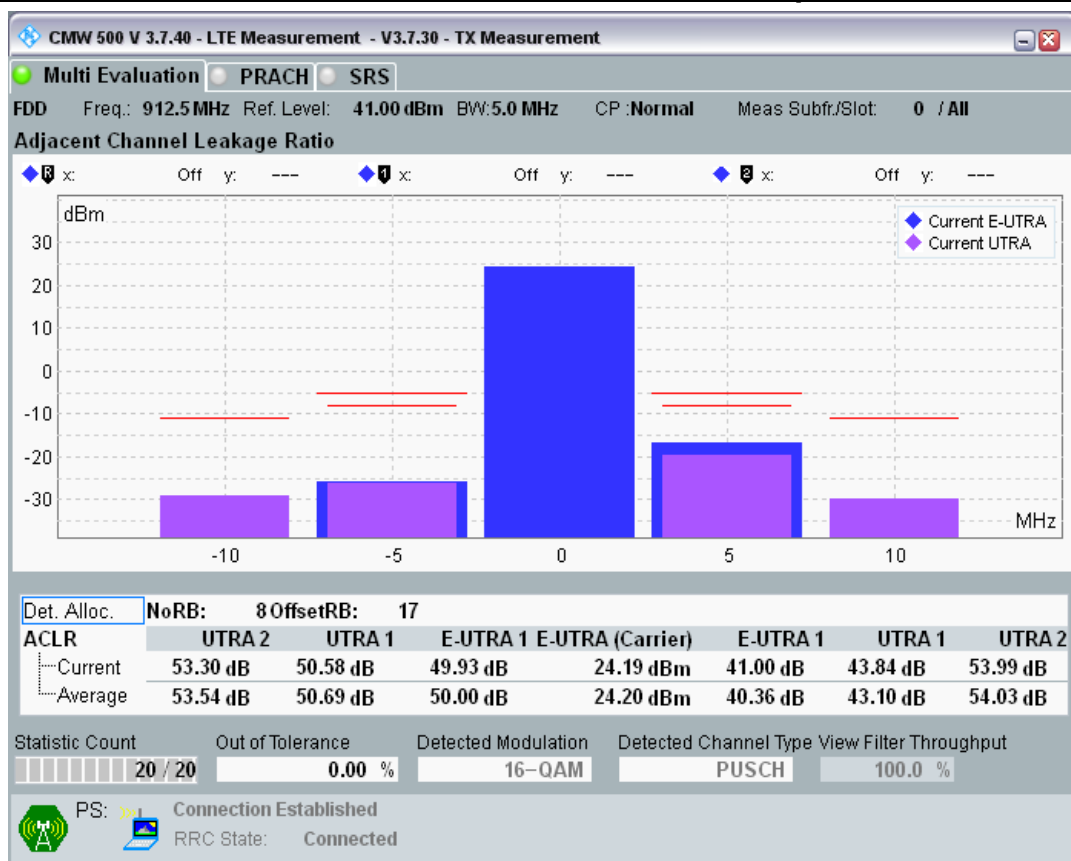 CMW 500 V 3.7.40 - LTE Measurement - V3.7.30 - TX Measurement
Multi Evaluation PRACH SRS
FDD Freq.: 912.5 MHz Ref. Level: 41.00 dBm BW: 5.0 MHz CP : Normal Meas Subfr./Slot: 0 / All
Adjacent Channel Leakage Ratio
R x: Off y: --- 1 x: Off y: --- 2 x: Off y: ---
dBm
Current E-UTRA
Current UTRA
30
20
10
0
-10
-20
-30
MHz
-10 -5 0 5 10
Det. Alloc. NoRB: 8 OffsetRB: 17
ACLR UTRA 2 UTRA 1 E-UTRA 1 E-UTRA (Carrier) E-UTRA 1 UTRA 1 UTRA 2
Current 53.30 dB 50.58 dB 49.93 dB 24.19 dBm 41.00 dB 43.84 dB 53.99 dB
Average 53.54 dB 50.69 dB 50.00 dB 24.20 dBm 40.36 dB 43.10 dB 54.03 dB
Statistic Count Out of Tolerance Detected Modulation Detected Channel Type View Filter Throughput
20 / 20 0.00 % 16-QAM PUSCH 100.0 %
PS: Connection Established
RRC State: Connected